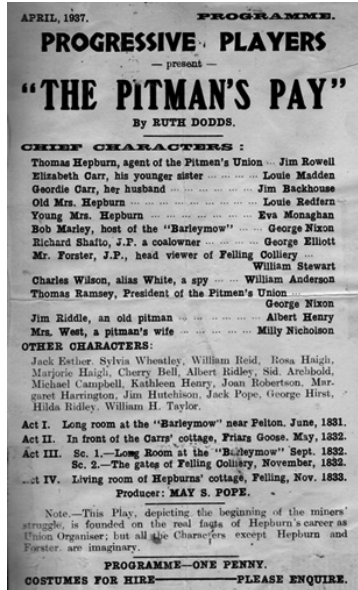 APRIL, 1937. PROGRAMME.
PROGRESSIVE PLAYERS
— present —
"THE PITMAN'S PAY"
By RUTH DODDS.
CHIEF CHARACTERS :
Thomas Hepburn, agent of the Pitmen's Union ... Jim Rowell
Elizabeth Carr, his younger sister ... ... ... Louie Madden
Geordie Carr, her husband ... ... ... ... ... Jim Backhouse
Old Mrs. Hepburn ... ... ... ... ... ... Louie Redfern
Young Mrs. Hepburn ... ... ... ... ... Eva Monaghan
Bob Marley, host of the "Barleymow" ... ... George Nixon
Richard Shafto, J.P. a coalowner ... ... ... George Elliott
Mr. Forster, J.P., head viewer of Felling Colliery ...
William Stewart
Charles Wilson, alias White, a spy ... ... William Anderson
Thomas Ramsey, President of the Pitmen's Union ...
George Nixon
Jim Riddle, an old pitman ... ... ... ... Albert Henry
Mrs. West, a pitman's wife ... ... ... ... Milly Nicholson
OTHER CHARACTERS:
Jack Esther, Sylvia Wheatley, William Reid, Rosa Haigh,
Marjorie Haigh, Cherry Bell, Albert Ridley, Sid. Archbold,
Michael Campbell, Kathleen Henry, Joan Robertson, Mar-
garet Harrington, Jim Hutchison, Jack Pope, George Hirst,
Hilda Ridley, William H. Taylor.
Act I. Long room at the "Barleymow" near Pelton. June, 1831.
Act II. In front of the Carrs' cottage, Friars Goose. May, 1832.
Act III. Sc. 1.—Long Room at the "Barleymow" Sept. 1832.
Sc. 2.—The gates of Felling Colliery, November, 1832.
Act IV. Living room of Hepburns' cottage, Felling, Nov. 1833.
Producer: MAY S. POPE.
Note.—This Play, depicting the beginning of the miners'
struggle, is founded on the real facts of Hepburn's career as
Union Organiser; but all the Characters except Hepburn and
Forster are imaginary.
PROGRAMME—ONE PENNY.
COSTUMES FOR HIRE————PLEASE ENQUIRE.